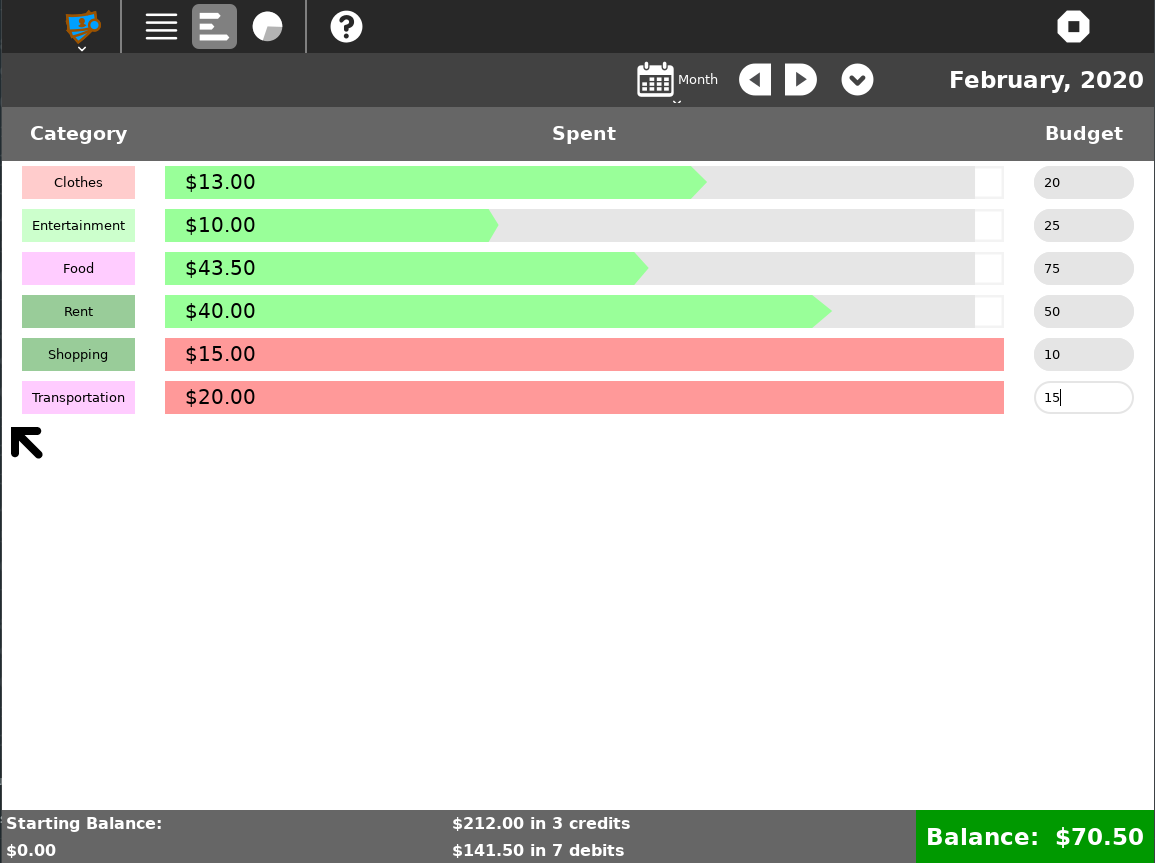 Month
February, 2020
Category Spent Budget
Clothes $13.00 20
Entertainment $10.00 25
Food $43.50 75
Rent $40.00 50
Shopping $15.00 10
Transportation $20.00 15
Starting Balance: $212.00 in 3 credits
$0.00 $141.50 in 7 debits
Balance: $70.50